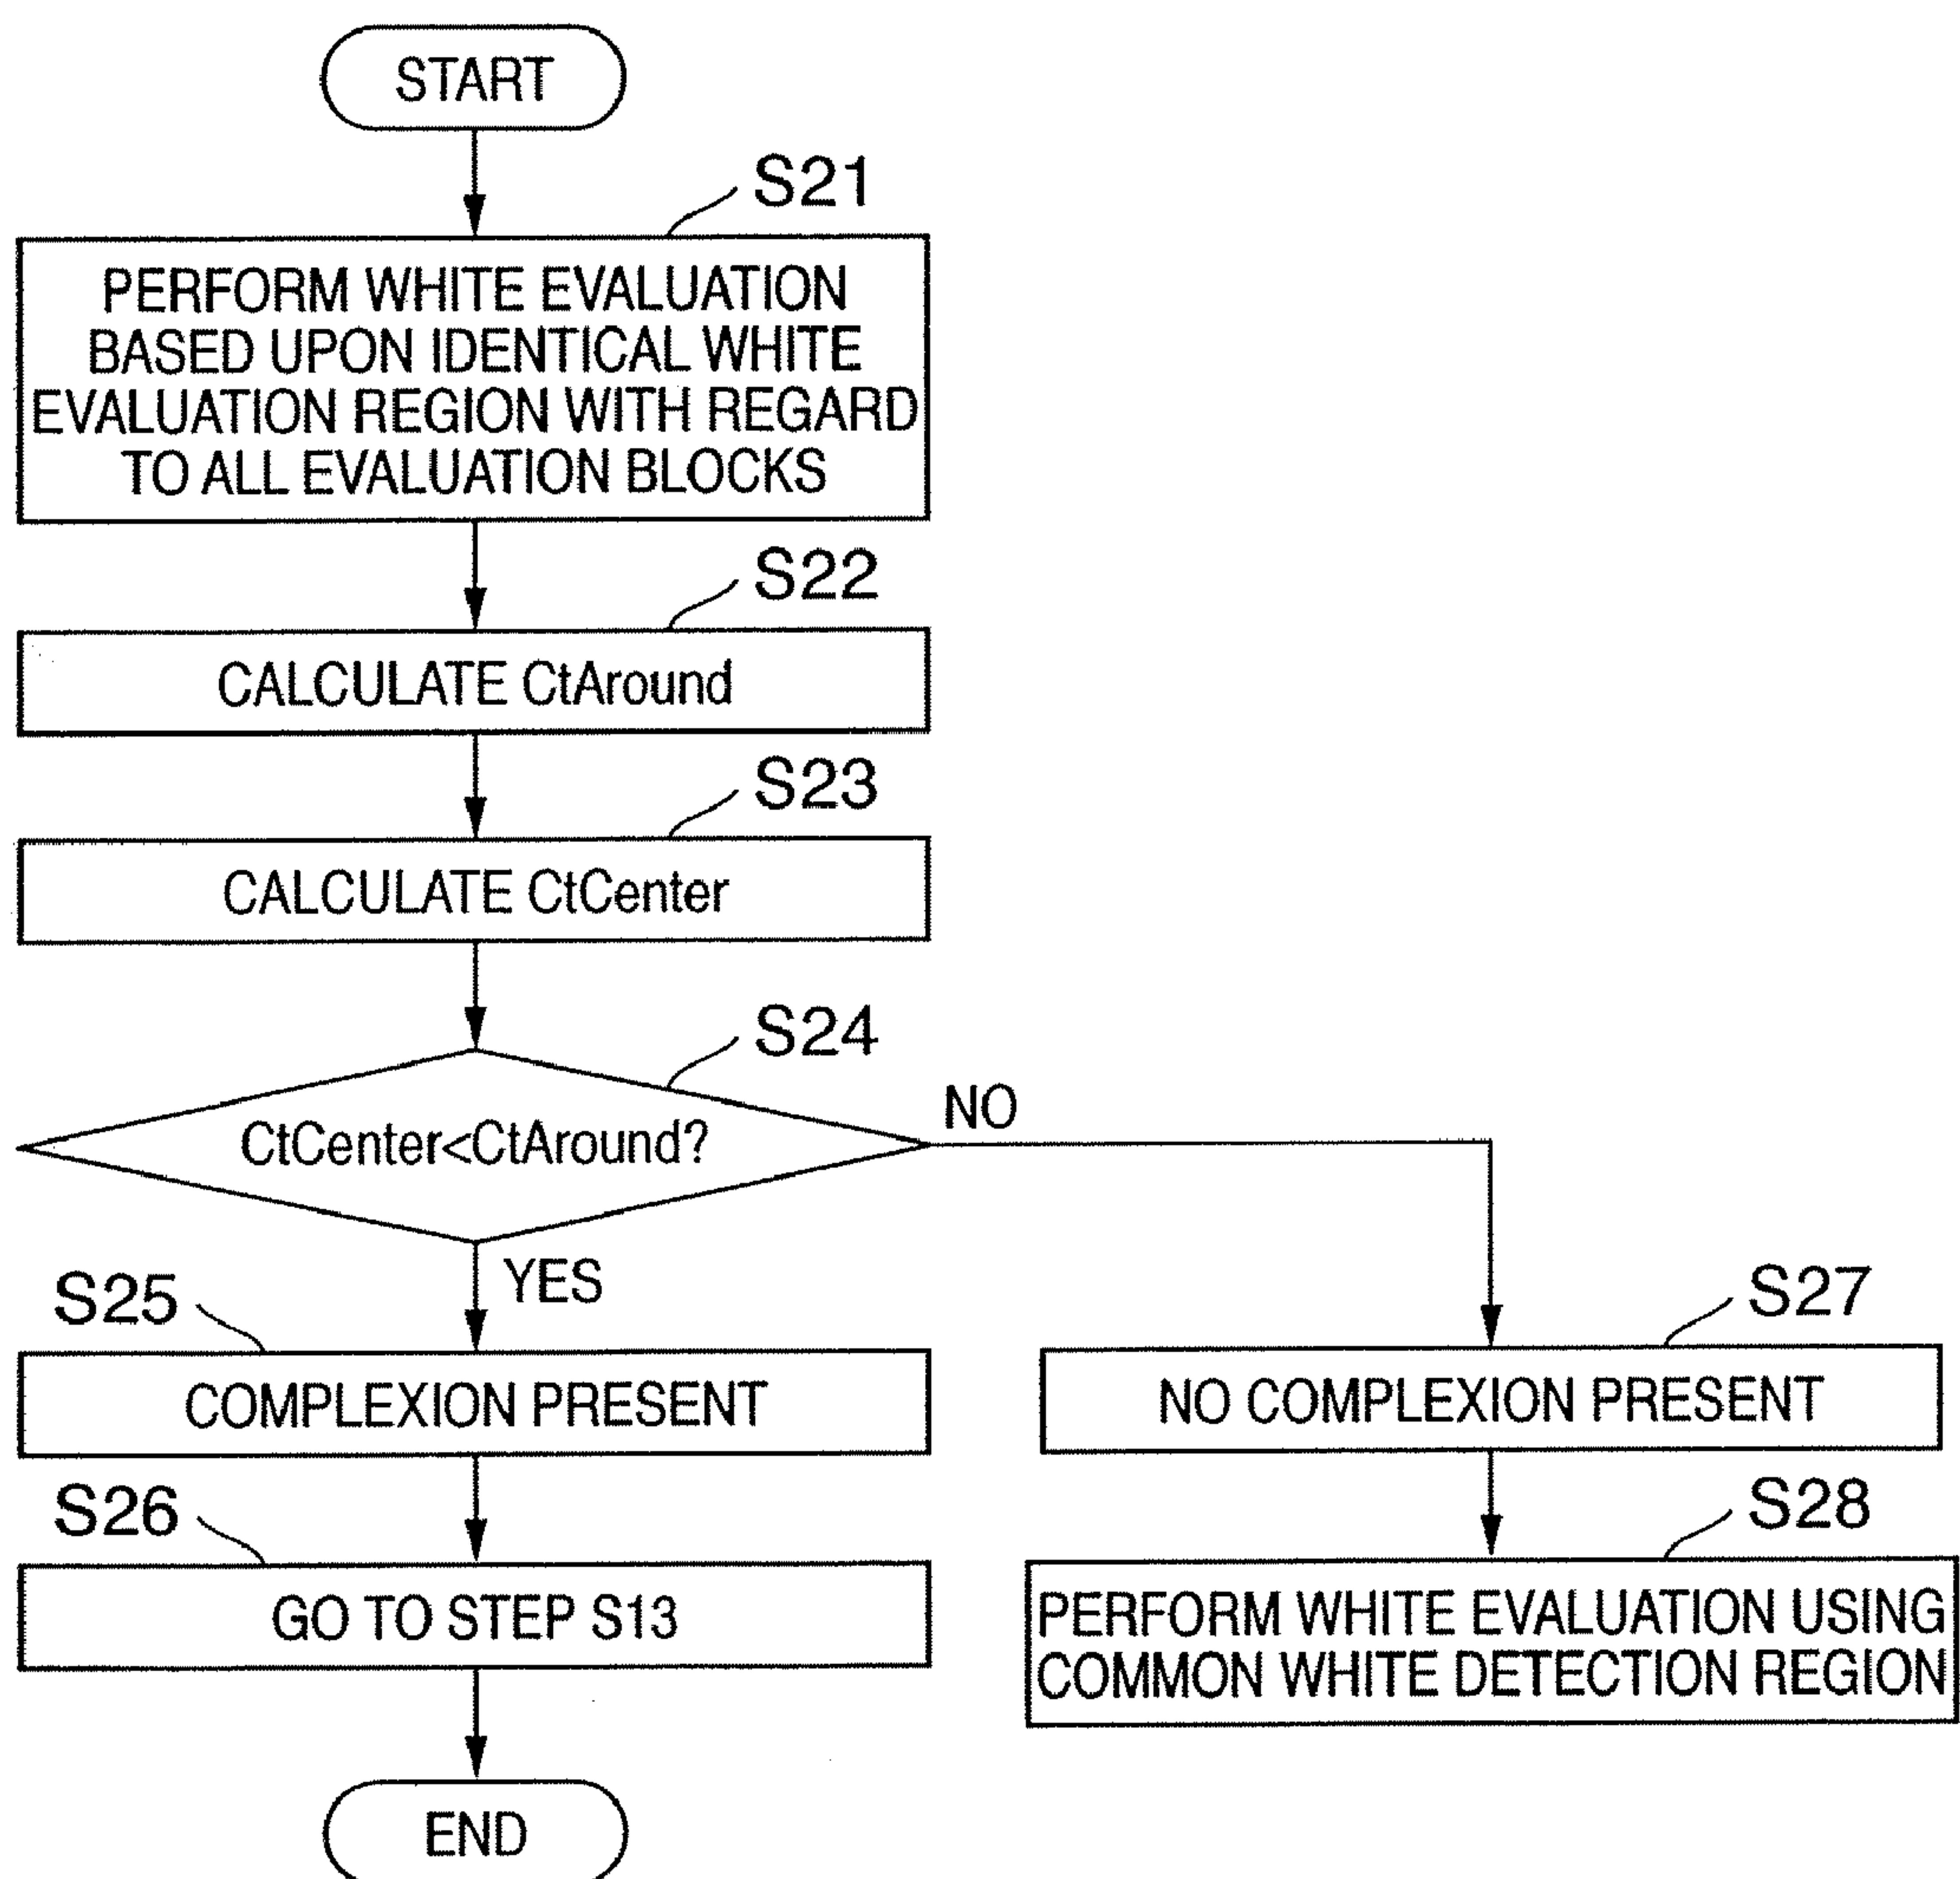 START
S21
PERFORM WHITE EVALUATION
BASED UPON IDENTICAL WHITE
EVALUATION REGION WITH REGARD
TO ALL EVALUATION BLOCKS
S22
CALCULATE CtAround
S23
CALCULATE CtCenter
S24
CtCenter<CtAround?
NO
YES
S25
COMPLEXION PRESENT
S27
NO COMPLEXION PRESENT
S26
GO TO STEP S13
S28
PERFORM WHITE EVALUATION USING
COMMON WHITE DETECTION REGION
END